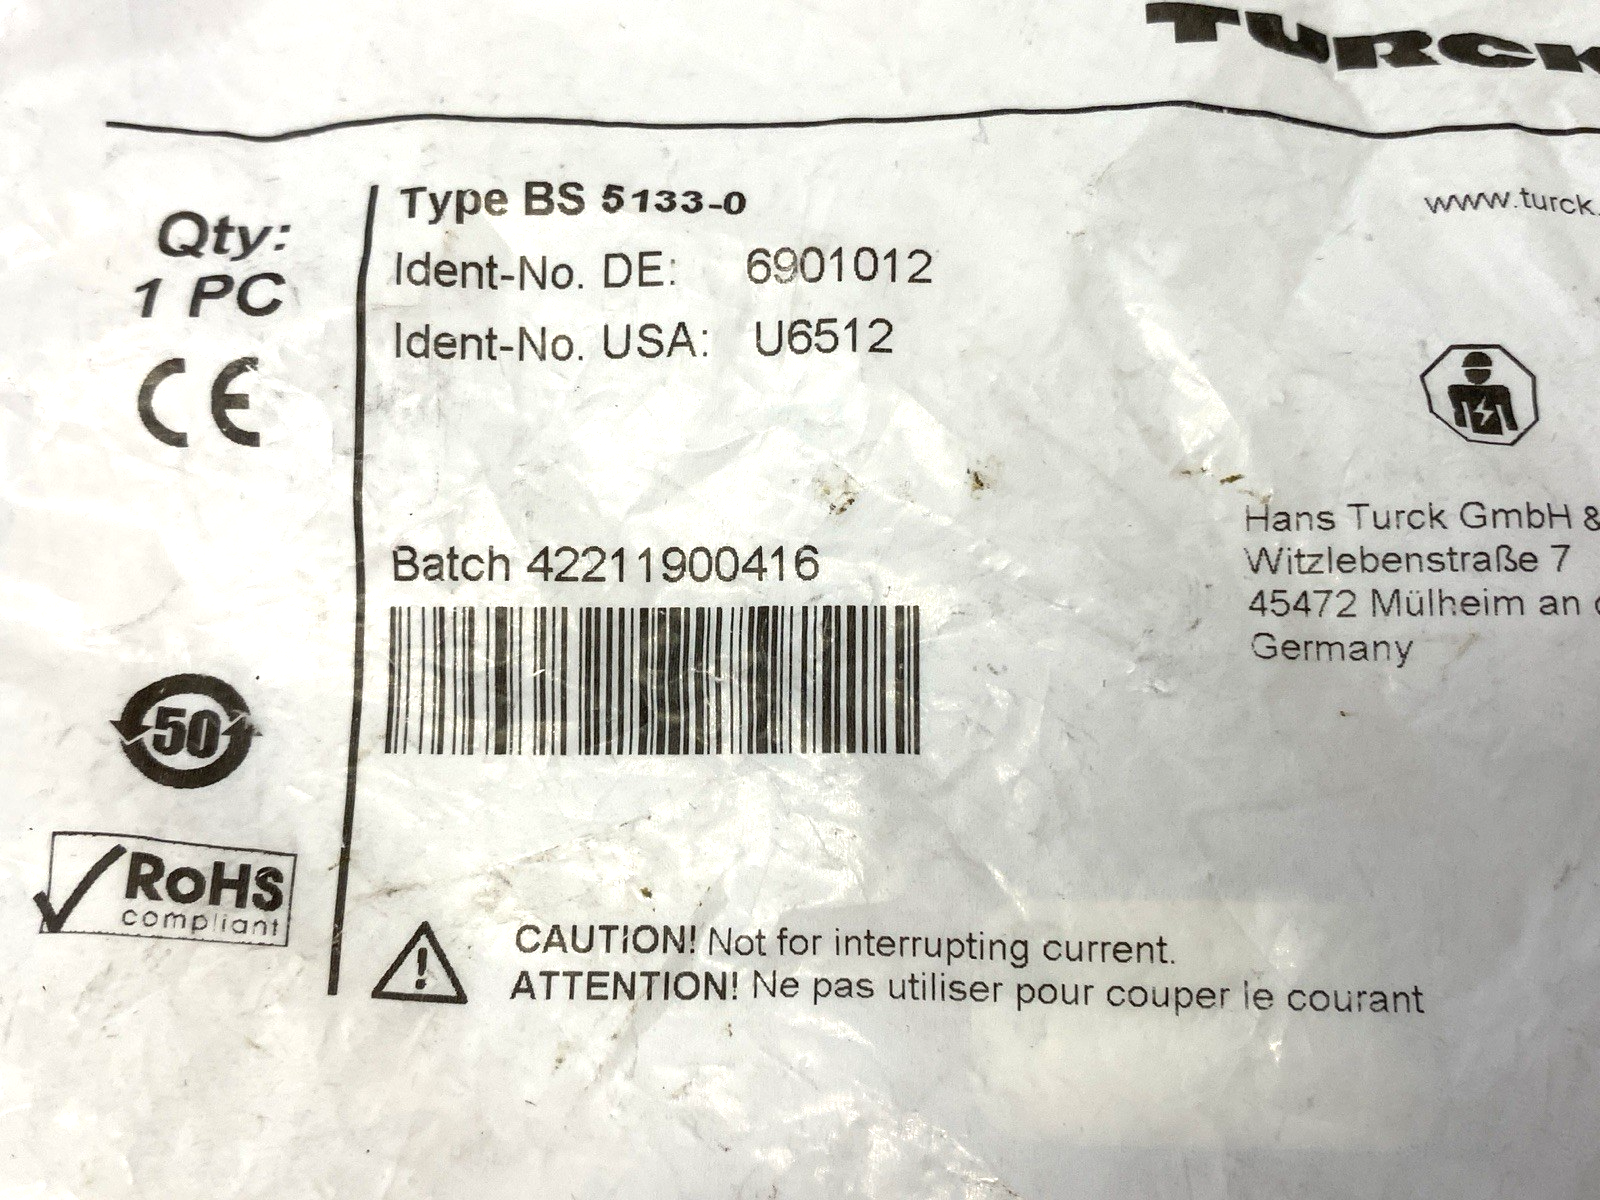 TURCK
www.turck.
Qty:
1 PC
CE
Type BS 5133-0
Ident-No. DE: 6901012
Ident-No. USA: U6512
Hans Turck GmbH &
Witzlebenstraße 7
45472 Mülheim an
Germany
Batch 42211900416
50
RoHS
compliant
CAUTION! Not for interrupting current.
ATTENTION! Ne pas utiliser pour couper le courant